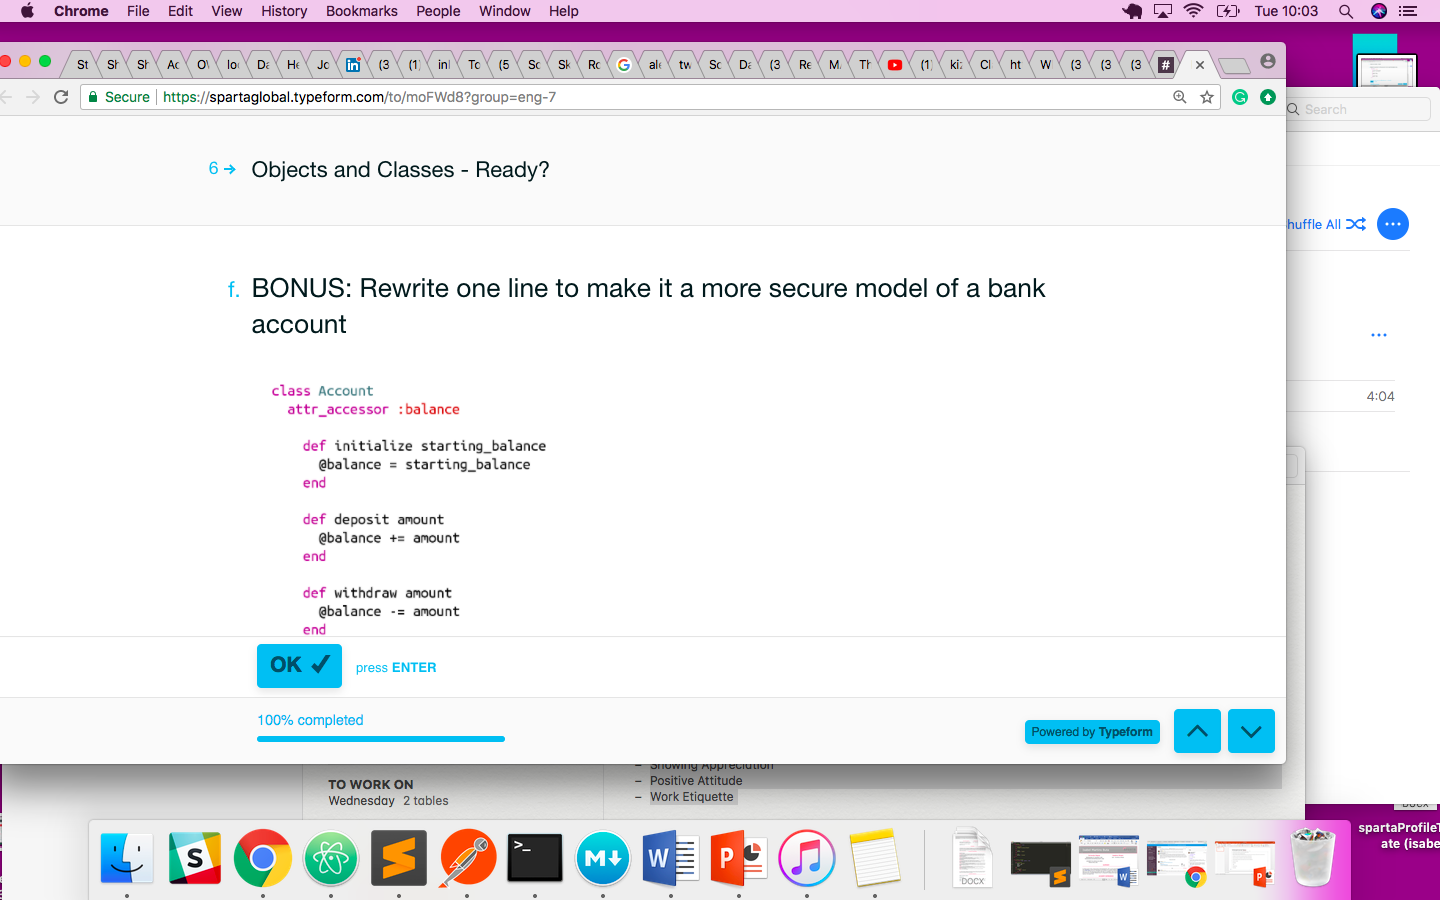 Chrome File Edit View History Bookmarks People Window Help Tue 10:03
St Sh Sh Ac O\ lo Da He Jo in (3 (1) inl To (5 Sc Sk Ro G ale tw Sc Da (3 Re M. Th (1) kiz Cl ht W (3 (3 (3 #
Secure https://spartaglobal.typeform.com/to/moFWd8?group=eng-7
Search
6 → Objects and Classes - Ready?
huffle All
f. BONUS: Rewrite one line to make it a more secure model of a bank
account
4:04
class Account
attr_accessor :balance
def initialize starting_balance
@balance = starting_balance
end
def deposit amount
@balance += amount
end
def withdraw amount
@balance -= amount
end
OK press ENTER
100% completed
Powered by Typeform
– Showing Appreciation
TO WORK ON
– Positive Attitude
Wednesday 2 tables
– Work Etiquette
DOCX
spartaProfileT
ate (isabe
S >_ M W P DOCX